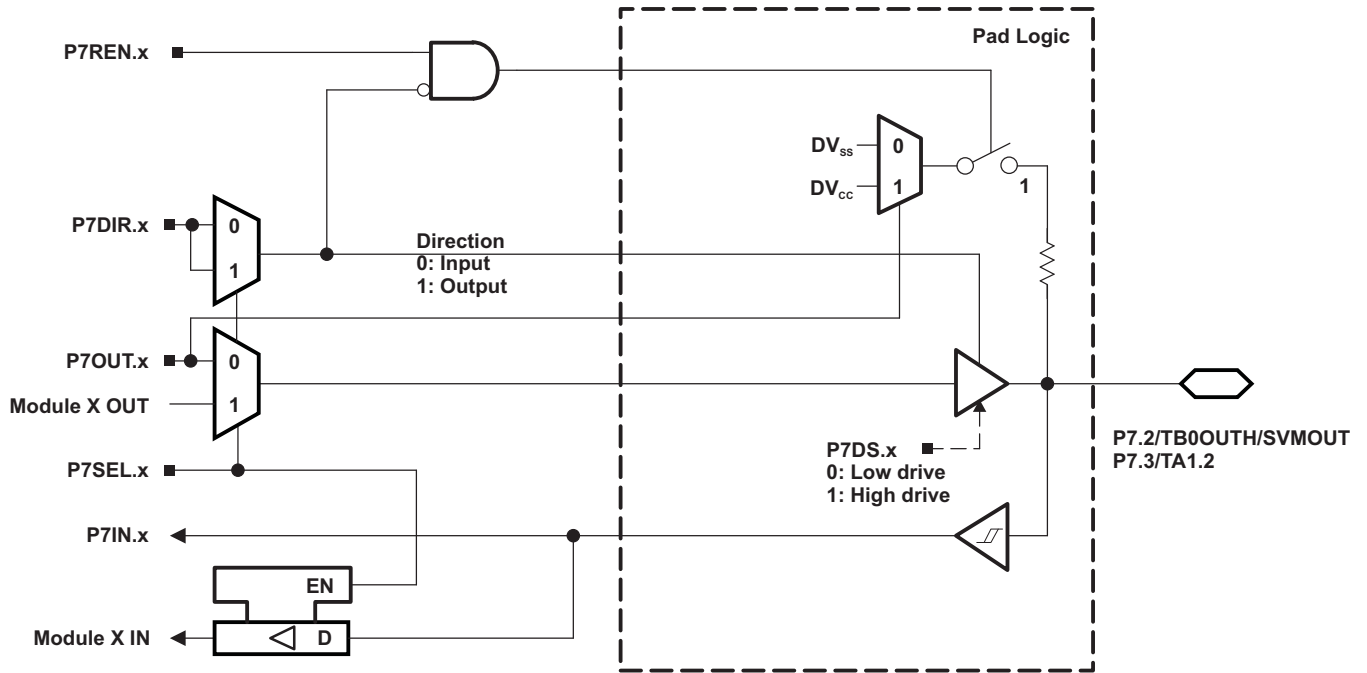 Pad Logic
P7REN.x
DVSS
0
DVCC
1
1
P7DIR.x
0
1
Direction
0: Input
1: Output
P7OUT.x
0
Module X OUT
1
P7DS.x
0: Low drive
1: High drive
P7.2/TB0OUTH/SVMOUT
P7.3/TA1.2
P7SEL.x
P7IN.x
EN
Module X IN
D